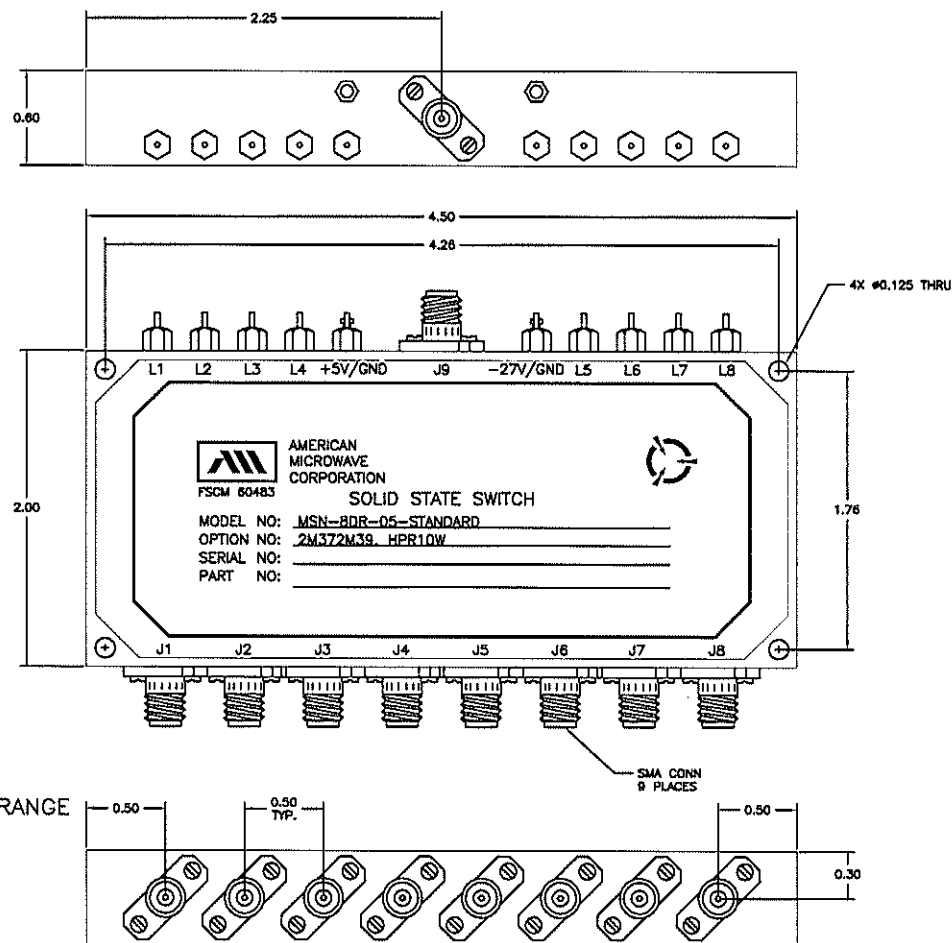 2.25
0.60
4.50
4.26
4X ø0.125 THRU
L1 L2 L3 L4 +5V/GND J9 -27V/GND L5 L6 L7 L8
AMERICAN
MICROWAVE
CORPORATION
FSCM 60483
SOLID STATE SWITCH
MODEL NO: MSN-8DR-05-STANDARD
OPTION NO: 2M372M39, HPR10W
SERIAL NO:
PART NO:
2.00
1.76
J1 J2 J3 J4 J5 J6 J7 J8
SMA CONN
9 PLACES
RANGE
0.50
0.50
TYP.
0.50
0.30